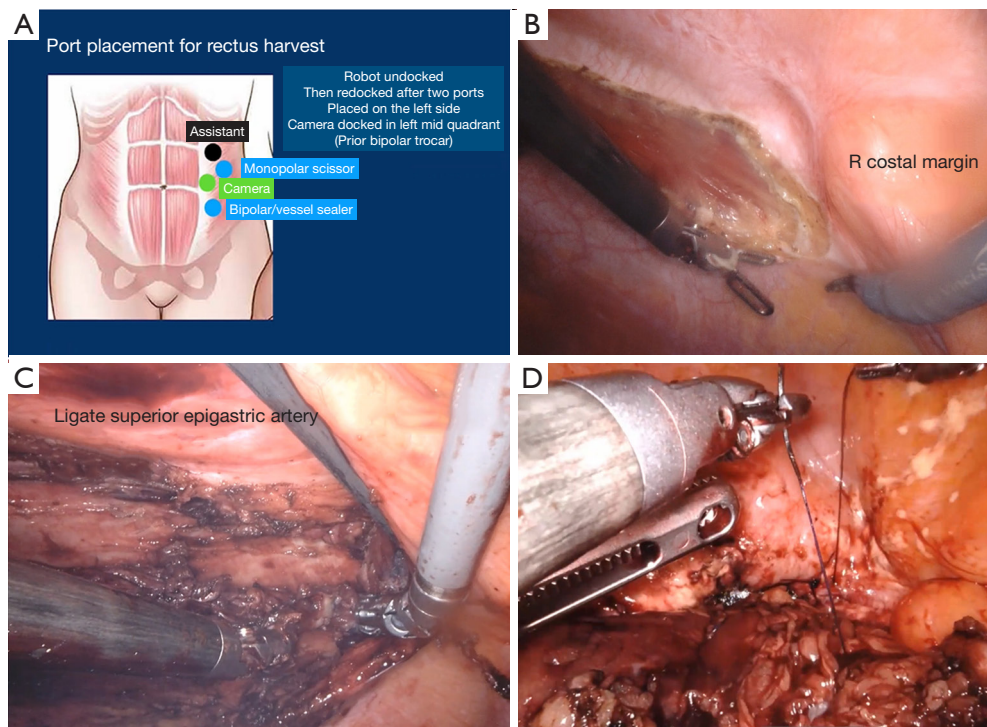 A
Port placement for rectus harvest
Robot undocked
Then redocked after two ports
Placed on the left side
Camera docked in left mid quadrant
(Prior bipolar trocar)
Assistant
Monopolar scissor
Camera
Bipolar/vessel sealer
B
R costal margin
C
Ligate superior epigastric artery
D